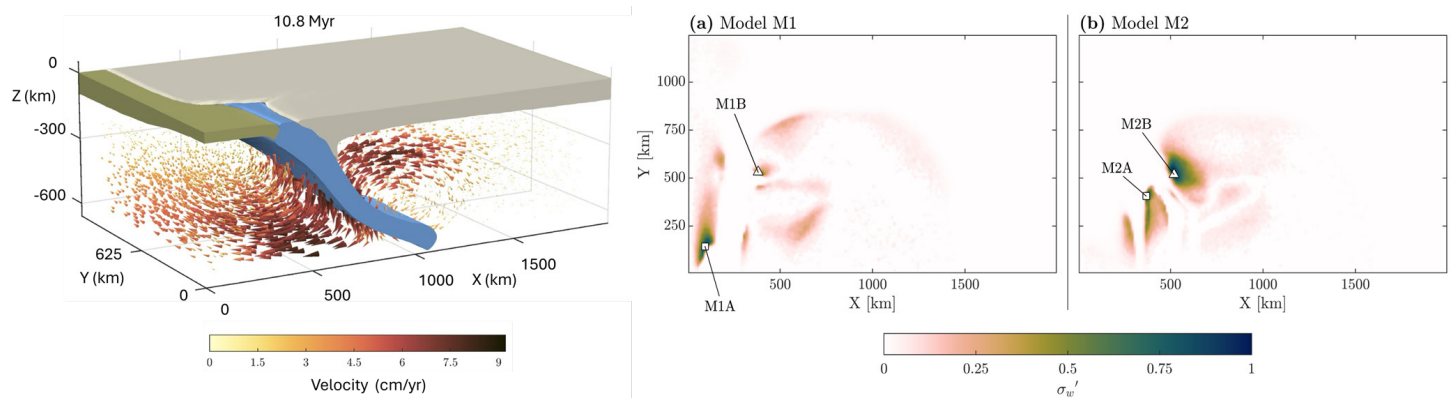 10.8 Myr
0
Z (km)
-300
-600
625
Y (km)
0
0
500
1000
X (km)
1500
0 1.5 3 4.5 6 7.5 9
Velocity (cm/yr)
(a) Model M1
1000
750
500
250
Y [km]
M1B
M1A
500 1000 1500
X [km]
(b) Model M2
M2B
M2A
500 1000 1500
X [km]
0 0.25 0.5 0.75 1
σw′